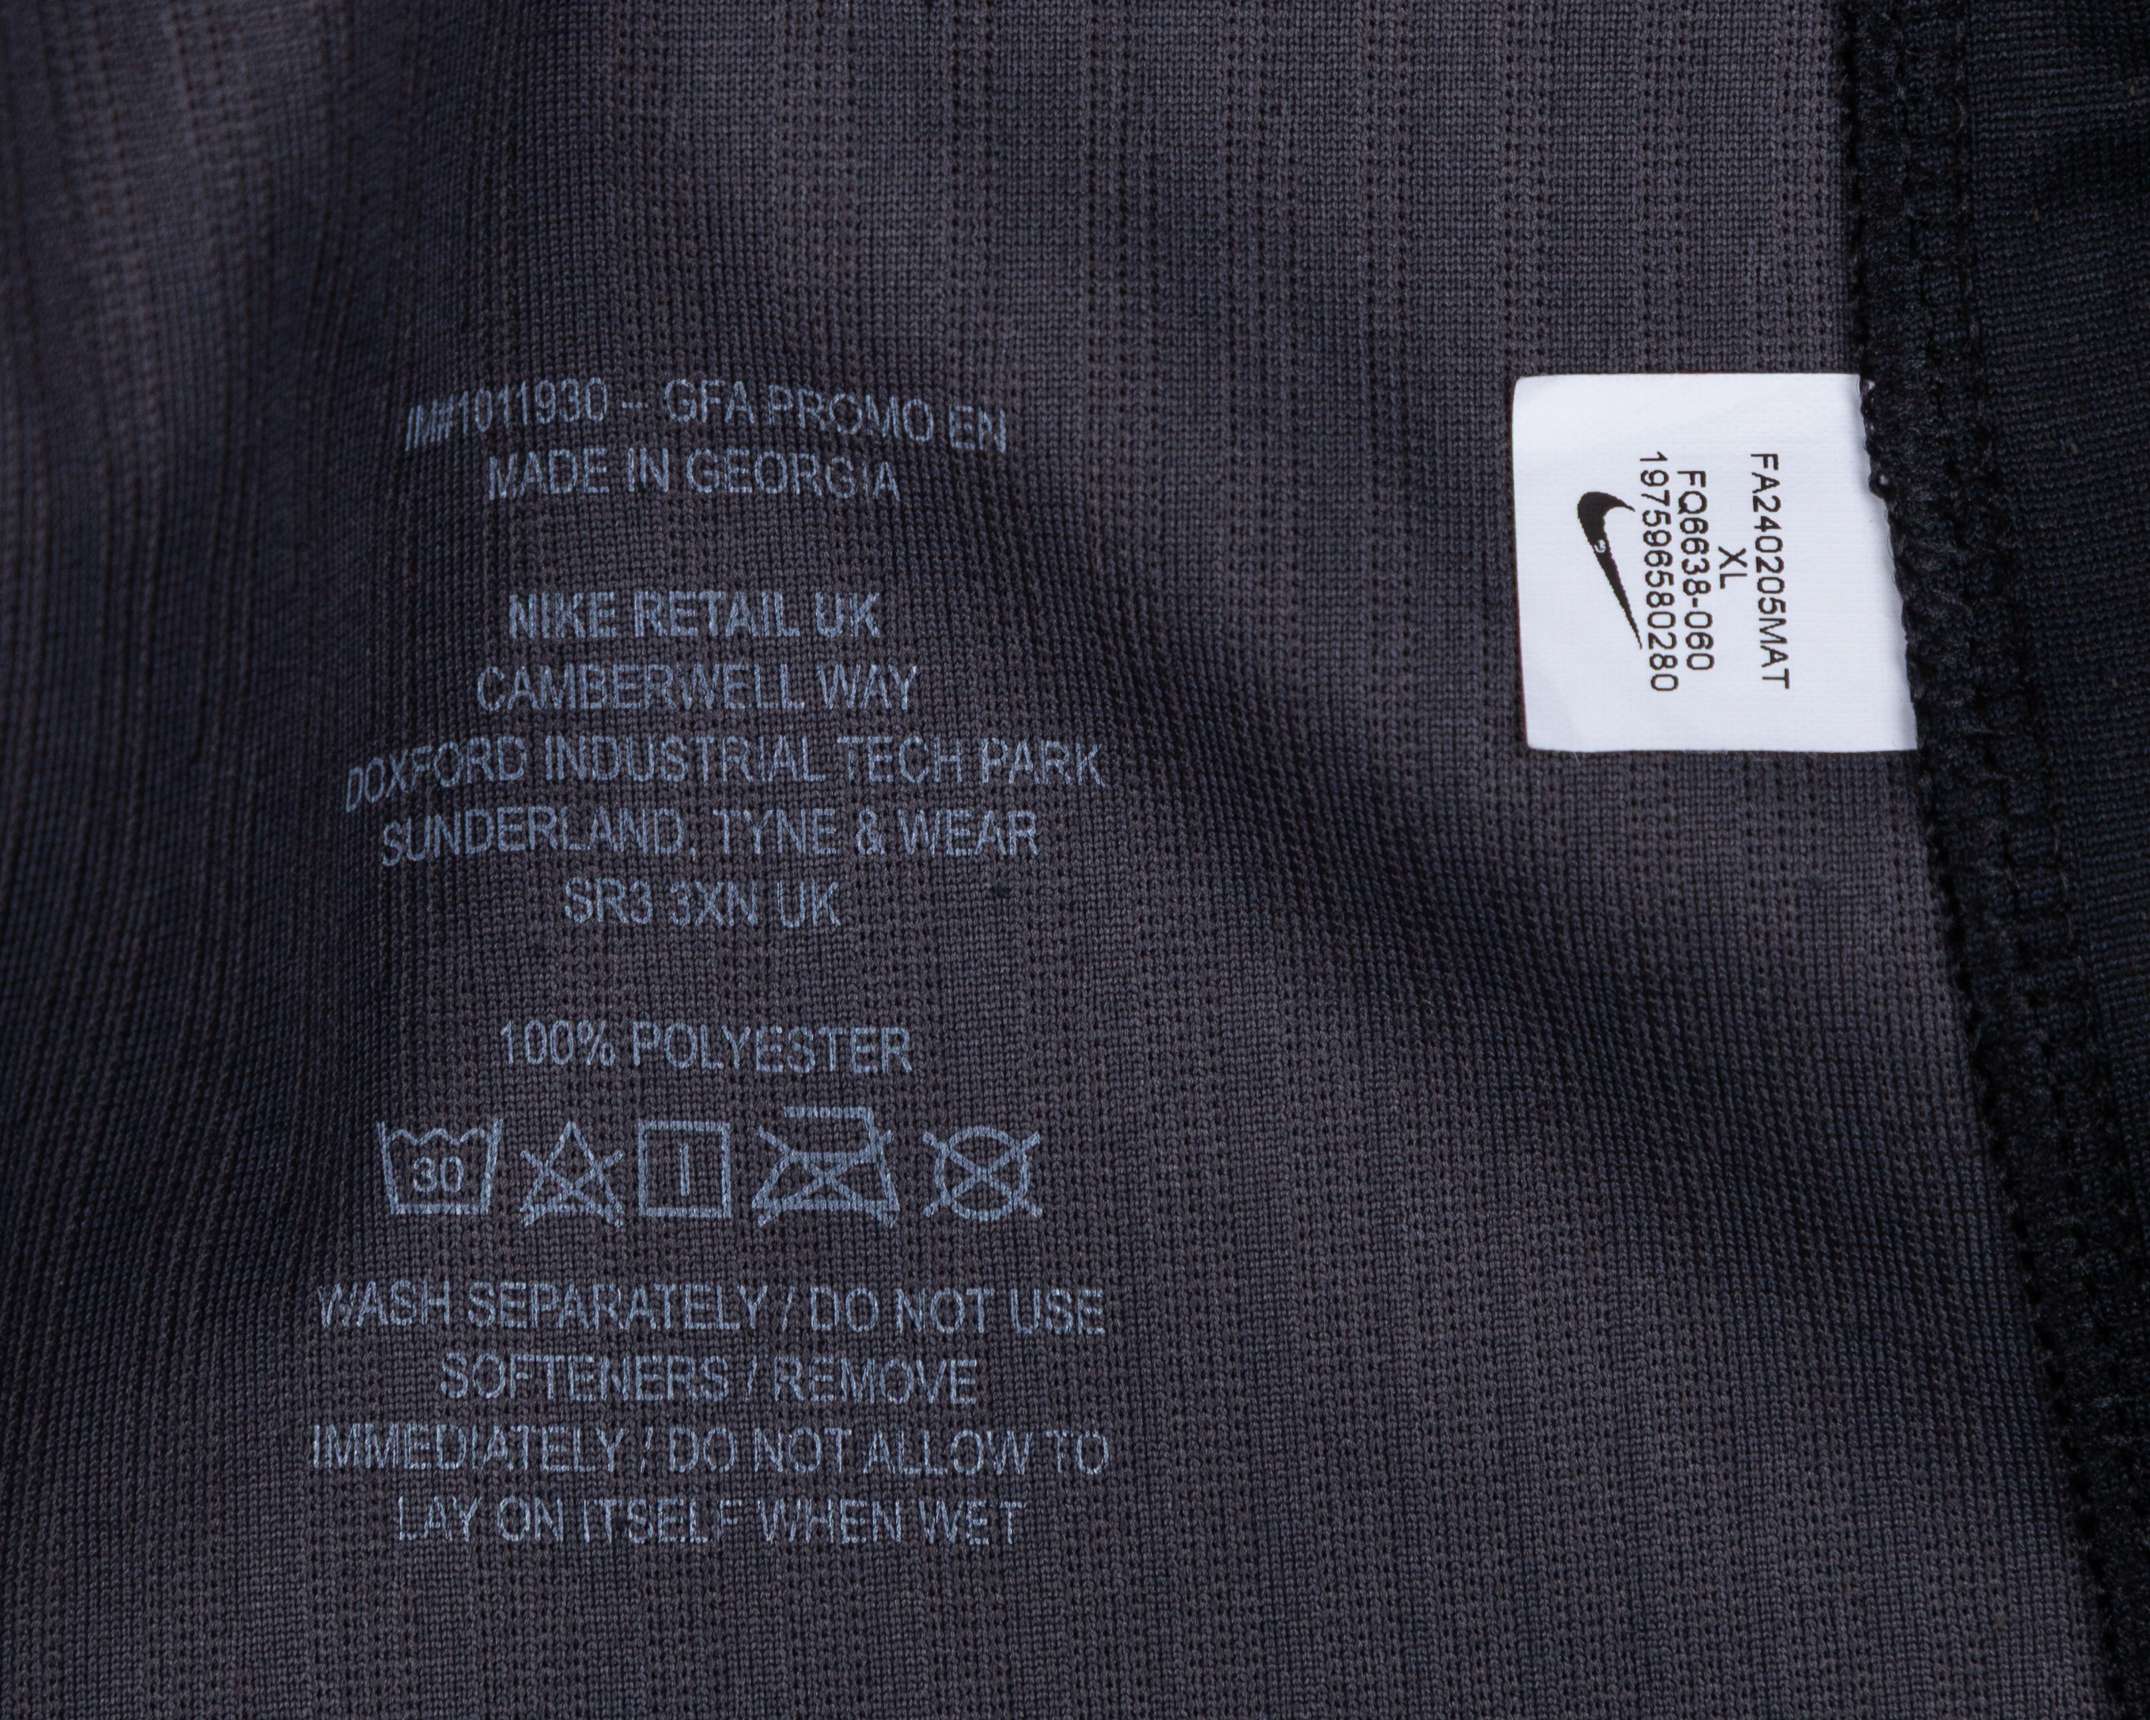 IM#1011930 – GFA PROMO EN
MADE IN GEORGIA
NIKE RETAIL UK
CAMBERWELL WAY
DOXFORD INDUSTRIAL TECH PARK
SUNDERLAND, TYNE & WEAR
SR3 3XN UK
100% POLYESTER
30
WASH SEPARATELY / DO NOT USE
SOFTENERS / REMOVE
IMMEDIATELY / DO NOT ALLOW TO
LAY ON ITSELF WHEN WET
FA240205MAT
XL
FQ6638-060
197596580280